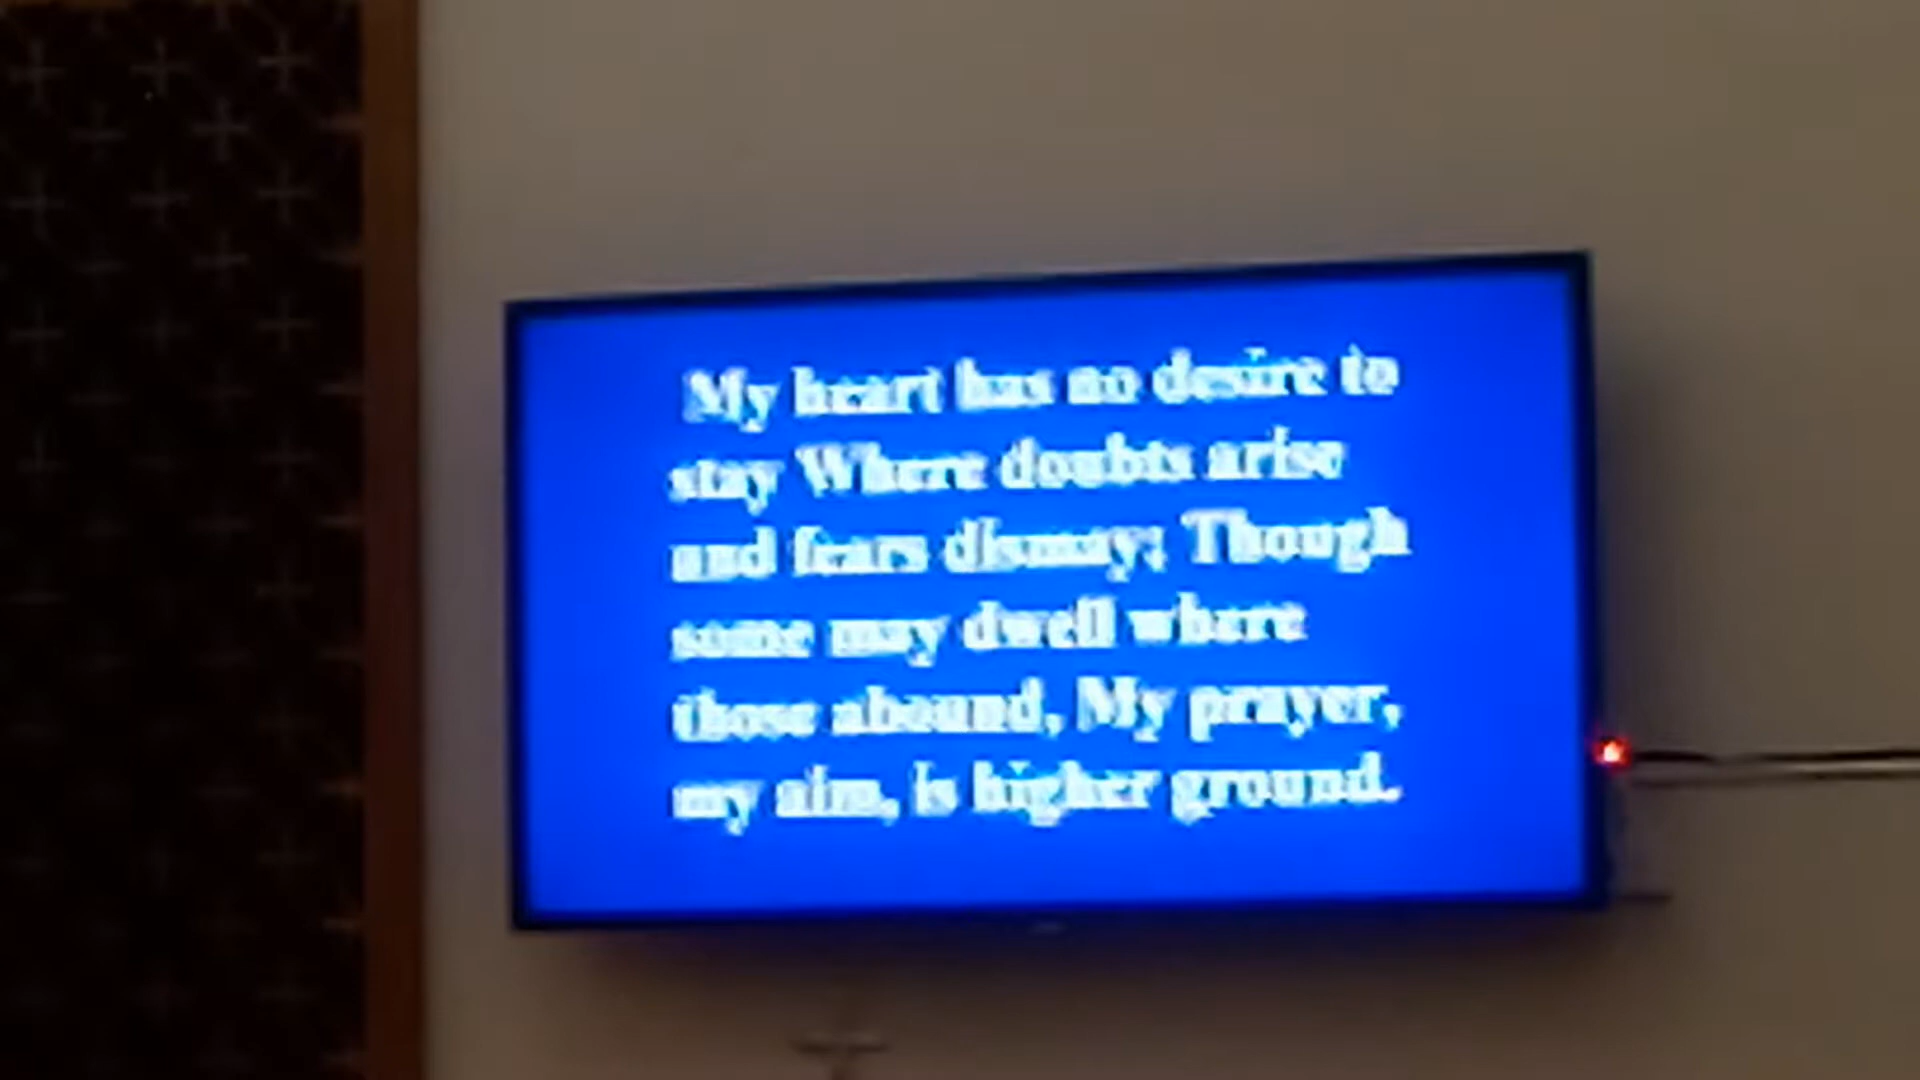 My heart has no desire to
stay Where doubts arise
and fears dismay; Though
some may dwell where
those abound, My prayer,
my aim, is higher ground.